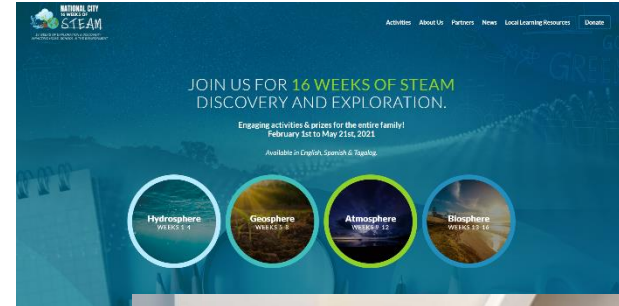 NATIONAL CITY
16 WEEKS OF
STEAM
Activities About Us Partners News Local Learning Resources Donate
JOIN US FOR 16 WEEKS OF STEAM
DISCOVERY AND EXPLORATION.
Engaging activities & prizes for the entire family!
February 1st to May 21st, 2021
Available in English, Spanish & Tagalog.
Hydrosphere Geosphere Atmosphere Biosphere
WEEKS 1-4 WEEKS 5-8 WEEKS 9-12 WEEKS 13-16